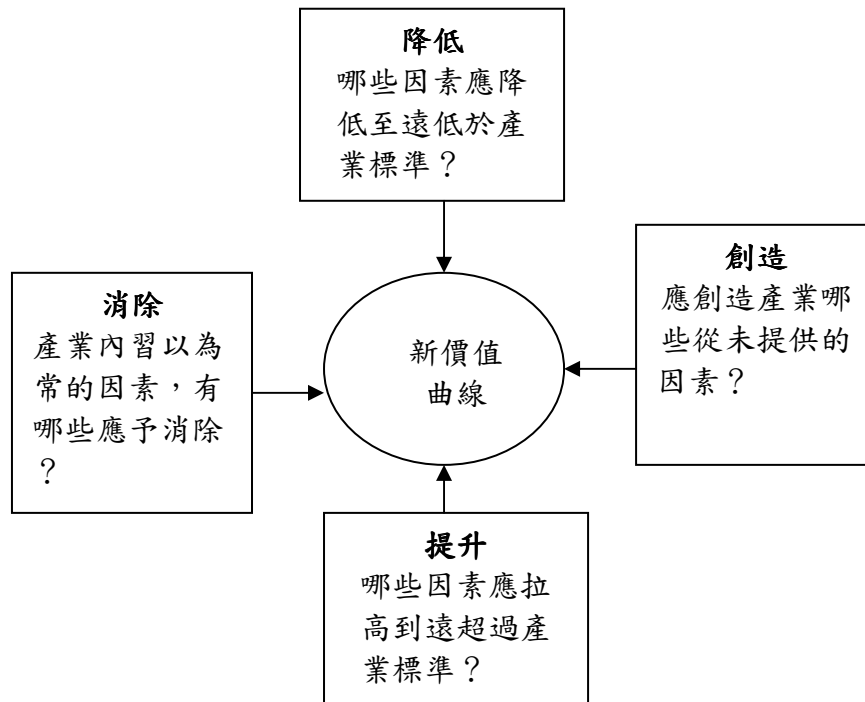 降低
哪些因素應降
低至遠低於產
業標準？
創造
應創造產業哪
些從未提供的
因素？
消除
產業內習以為
常的因素，有
哪些應予消除
？
新價值
曲線
提升
哪些因素應拉
高到遠超過產
業標準？